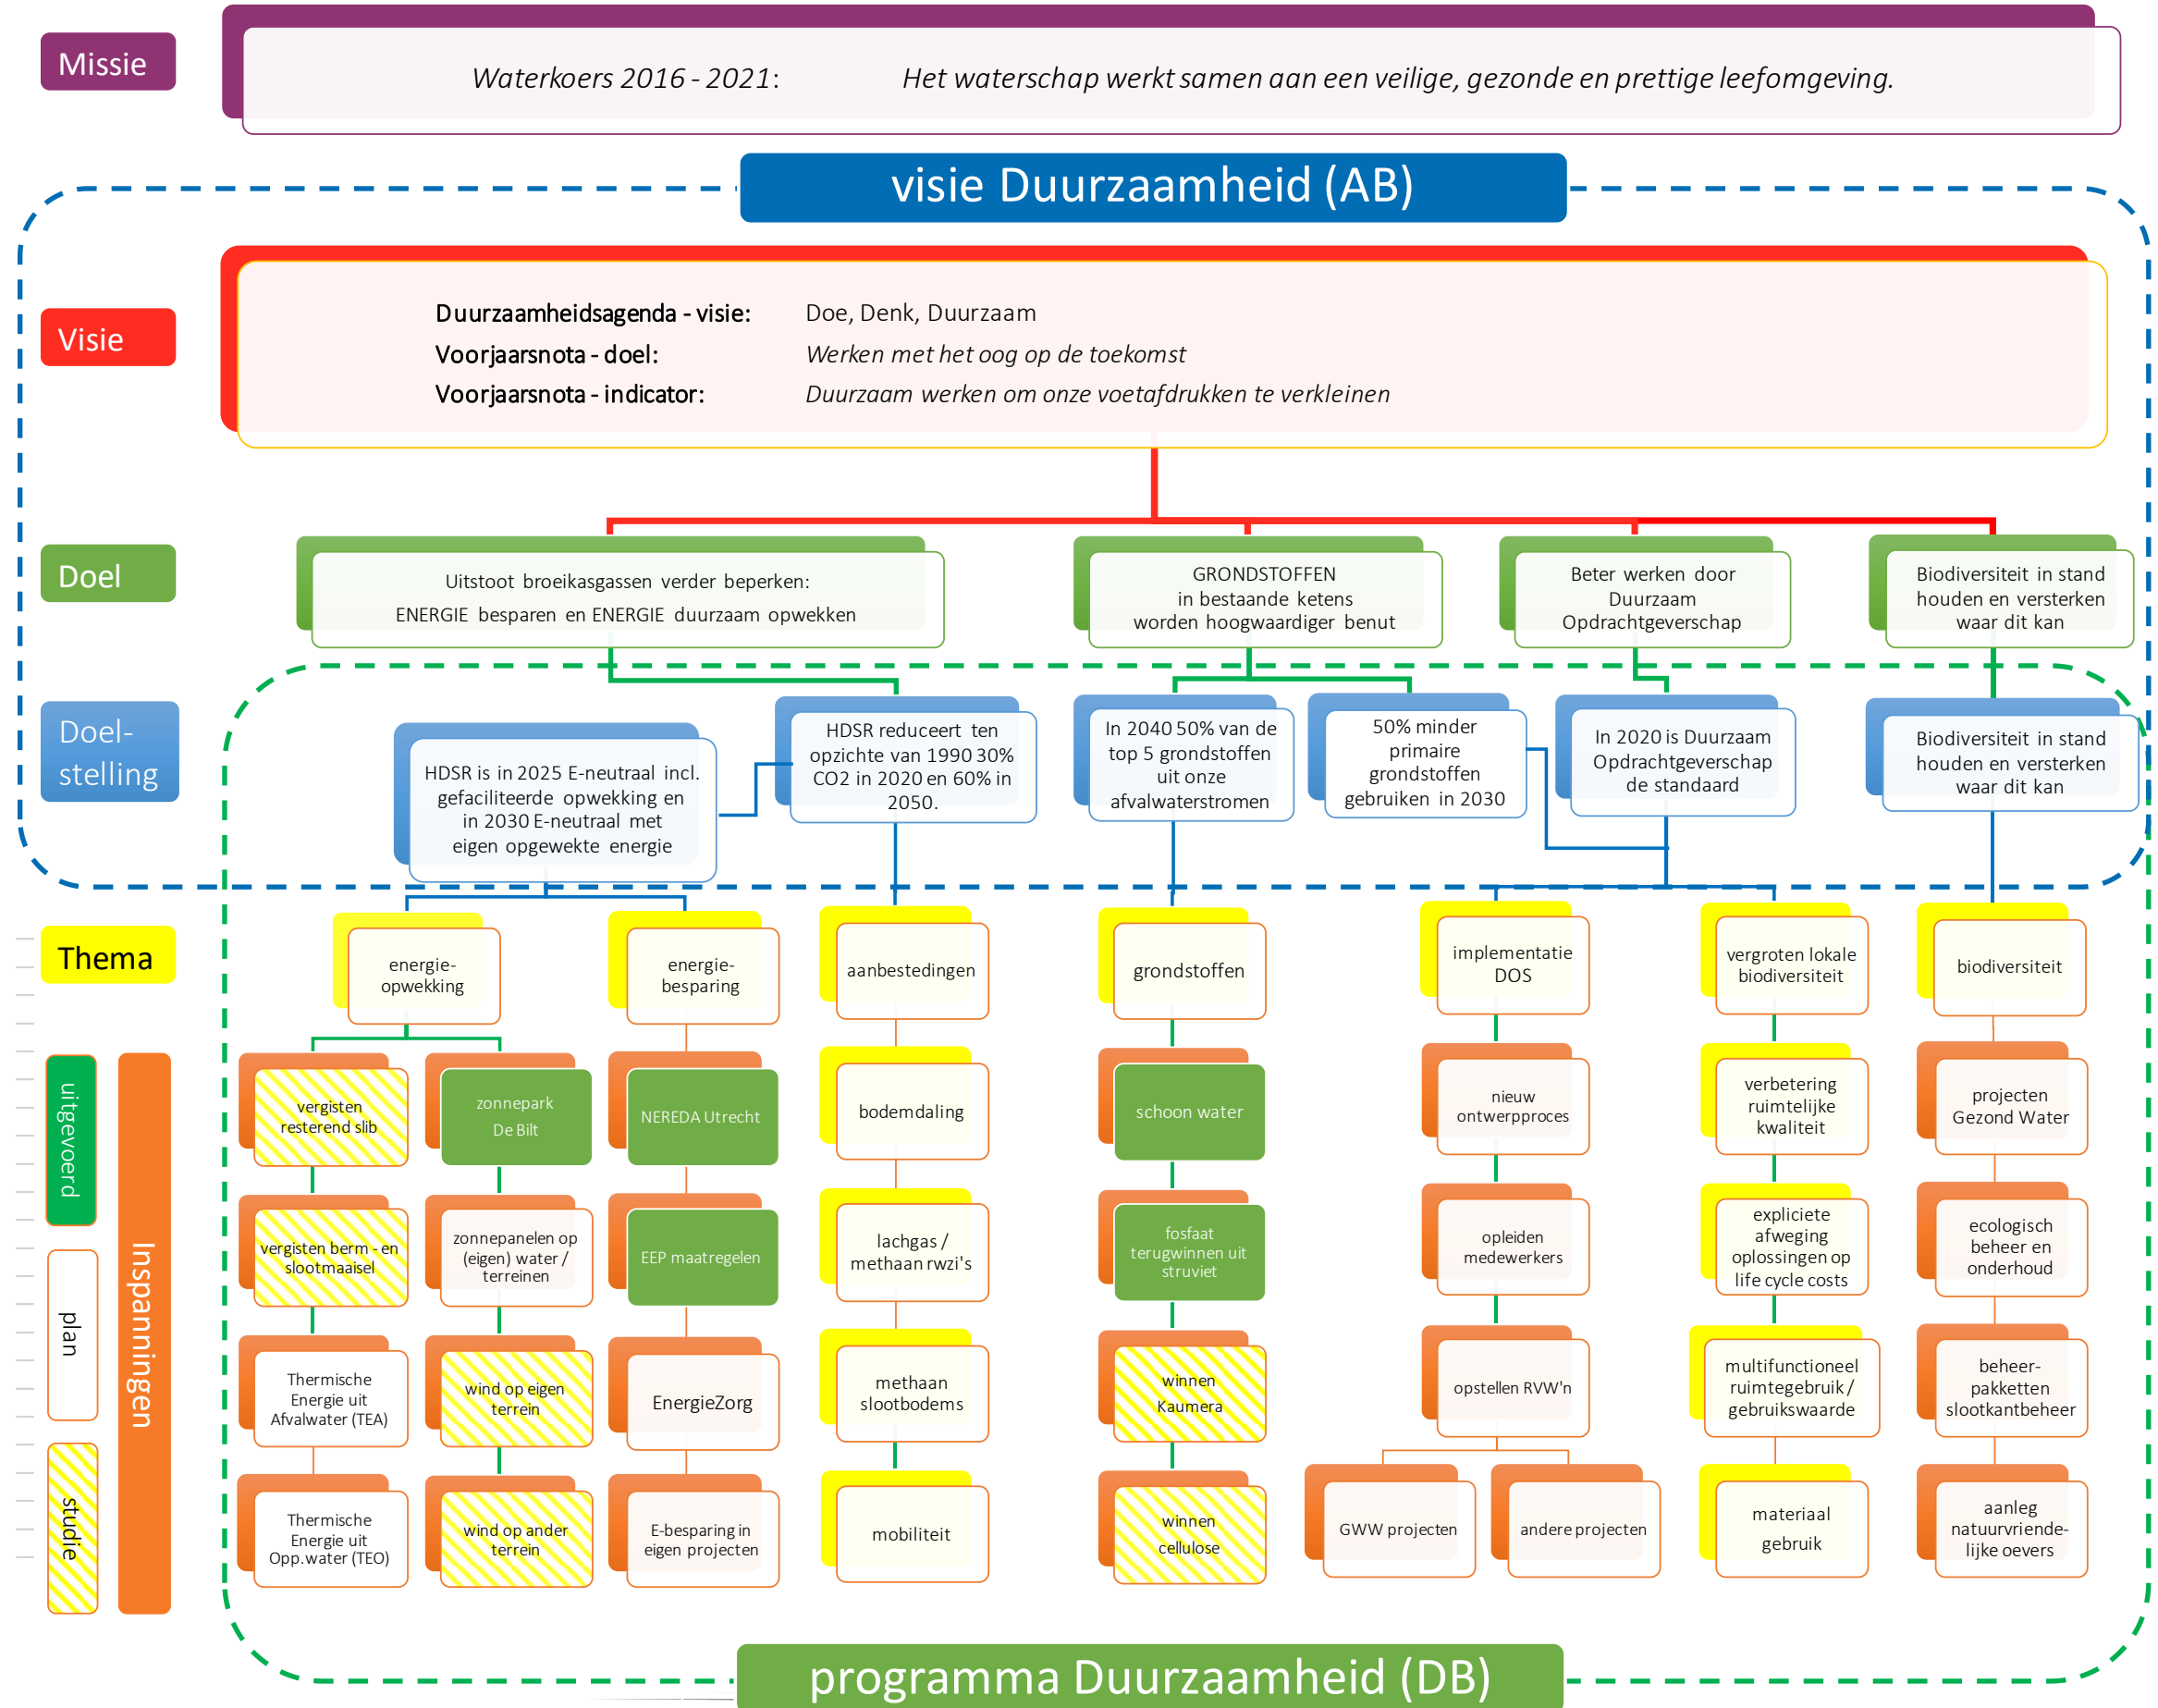 Missie
Waterkoers 2016 - 2021: Het waterschap werkt samen aan een veilige, gezonde en prettige leefomgeving.
visie Duurzaamheid (AB)
Visie
Duurzaamheidsagenda - visie: Doe, Denk, Duurzaam
Voorjaarsnota - doel: Werken met het oog op de toekomst
Voorjaarsnota - indicator: Duurzaam werken om onze voetafdrukken te verkleinen
Doel
Uitstoot broeikasgassen verder beperken:
ENERGIE besparen en ENERGIE duurzaam opwekken
GRONDSTOFFEN
in bestaande ketens
worden hoogwaardiger benut
Beter werken door
Duurzaam
Opdrachtgeverschap
Biodiversiteit in stand
houden en versterken
waar dit kan
Doel-
stelling
HDSR is in 2025 E-neutraal incl.
gefaciliteerde opwekking en
in 2030 E-neutraal met
eigen opgewekte energie
HDSR reduceert ten
opzichte van 1990 30%
CO2 in 2020 en 60% in
2050.
In 2040 50% van de
top 5 grondstoffen
uit onze
afvalwaterstromen
50% minder
primaire
grondstoffen
gebruiken in 2030
In 2020 is Duurzaam
Opdrachtgeverschap
de standaard
Biodiversiteit in stand
houden en versterken
waar dit kan
Thema
energie-
opwekking
energie-
besparing
aanbestedingen
grondstoffen
implementatie
DOS
vergroten lokale
biodiversiteit
biodiversiteit
uitgevoerd
plan
studie
Inspanningen
vergisten
resterend slib
zonnepark
De Bilt
NEREDA Utrecht
bodemdaling
schoon water
nieuw
ontwerpproces
verbetering
ruimtelijke
kwaliteit
projecten
Gezond Water
vergisten berm - en
slootmaaisel
zonnepanelen op
(eigen) water /
terreinen
EEP maatregelen
lachgas /
methaan rwzi's
fosfaat
terugwinnen uit
struviet
opleiden
medewerkers
expliciete
afweging
oplossingen op
life cycle costs
ecologisch
beheer en
onderhoud
Thermische
Energie uit
Afvalwater (TEA)
wind op eigen
terrein
EnergieZorg
methaan
slootbodems
winnen
Kaumera
opstellen RVW'n
multifunctioneel
ruimtegebruik /
gebruikswaarde
beheer-
pakketten
slootkantbeheer
Thermische
Energie uit
Opp.water (TEO)
wind op ander
terrein
E-besparing in
eigen projecten
mobiliteit
winnen
cellulose
GWW projecten
andere projecten
materiaal
gebruik
aanleg
natuurvriende-
lijke oevers
programma Duurzaamheid (DB)